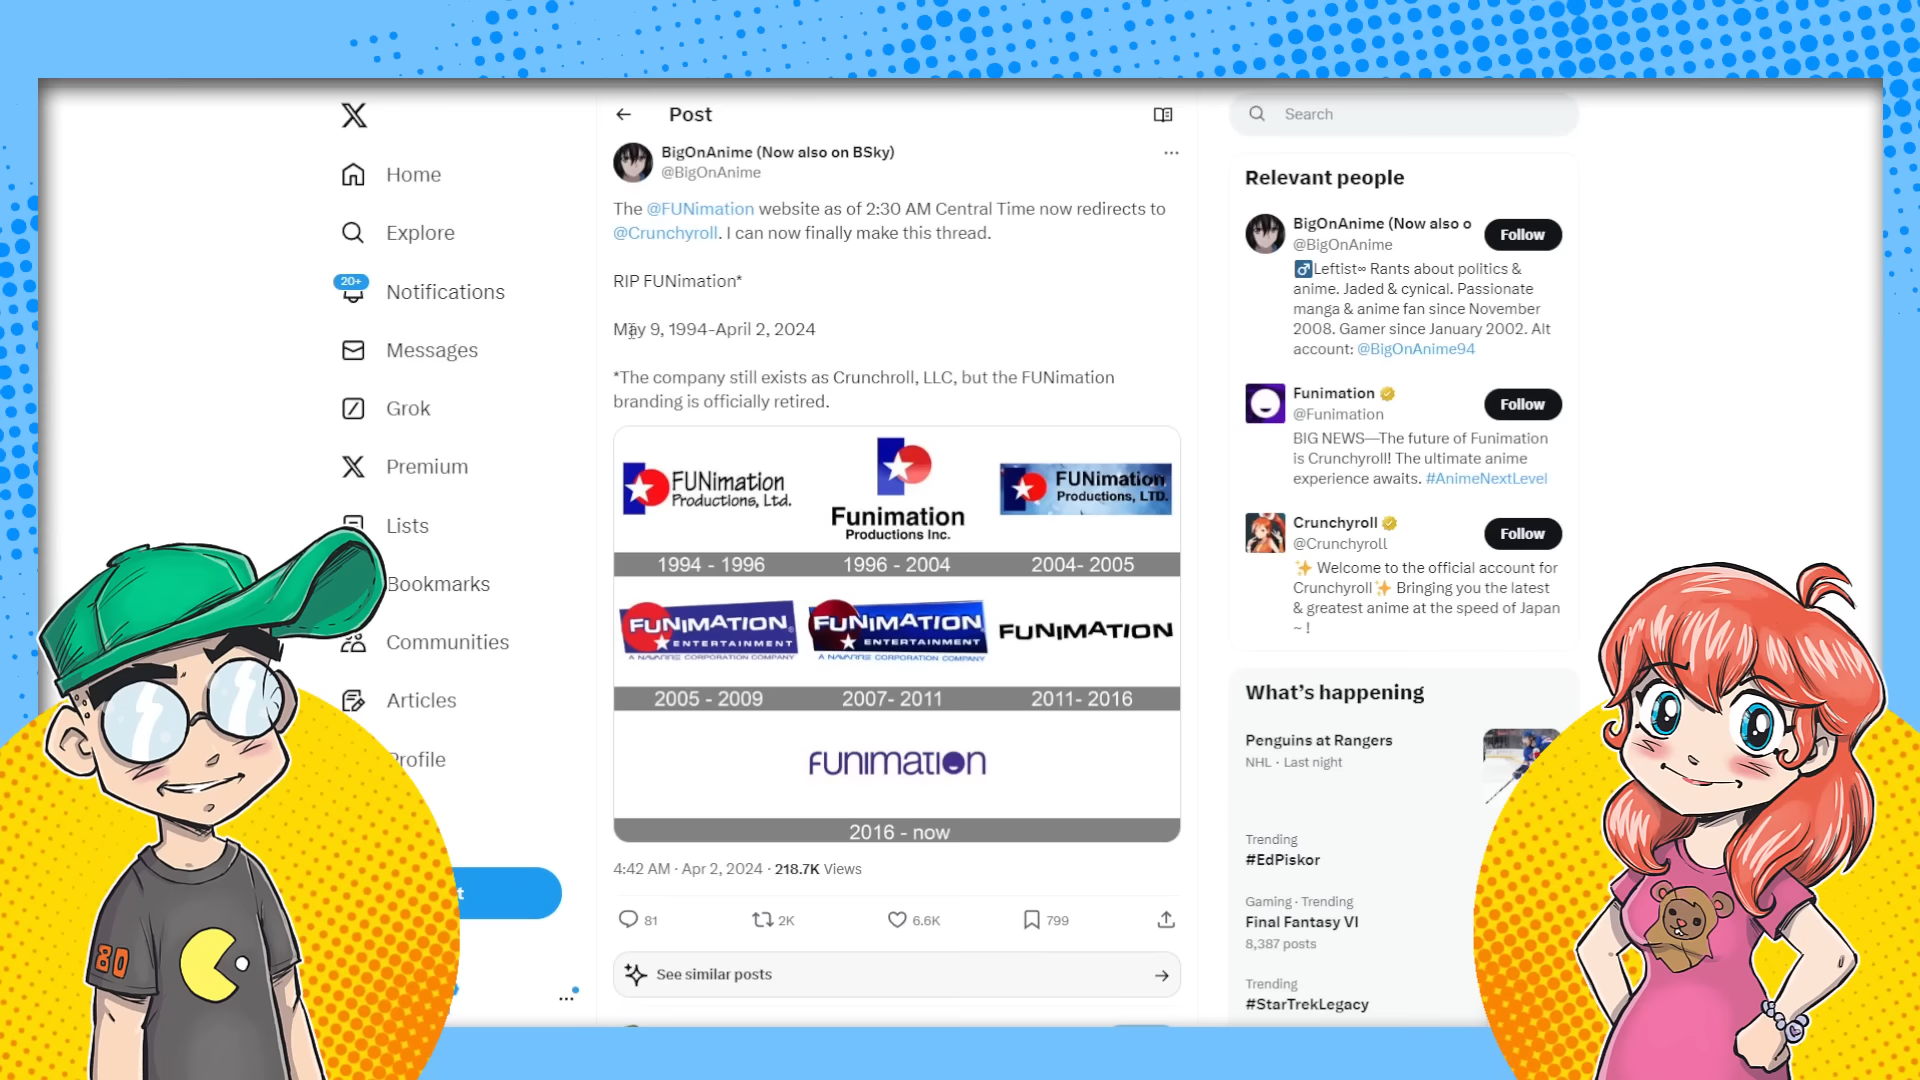 Home
Explore
20+
Notifications
Messages
Grok
Premium
Lists
Bookmarks
Communities
Articles
Profile
Post
BigOnAnime (Now also on BSky)
@BigOnAnime
The @FUNimation website as of 2:30 AM Central Time now redirects to
@Crunchyroll. I can now finally make this thread.
RIP FUNimation*
May 9, 1994-April 2, 2024
*The company still exists as Crunchroll, LLC, but the FUNimation
branding is officially retired.
FUNimation
Productions, Ltd.
Funimation
Productions Inc.
FUNimation
Productions, LTD.
1994 - 1996
1996 - 2004
2004- 2005
FUNIMATION
ENTERTAINMENT
A NAVARRE CORPORATION COMPANY
FUNIMATION
ENTERTAINMENT
A NAVARRE CORPORATION COMPANY
FUNIMATION
2005 - 2009
2007- 2011
2011- 2016
FUNIMATION
2016 - now
4:42 AM · Apr 2, 2024 · 218.7K Views
81
2K
6.6K
799
See similar posts
Search
Relevant people
BigOnAnime (Now also o
@BigOnAnime
Follow
Leftist∞ Rants about politics &
anime. Jaded & cynical. Passionate
manga & anime fan since November
2008. Gamer since January 2002. Alt
account: @BigOnAnime94
Funimation
@Funimation
Follow
BIG NEWS—The future of Funimation
is Crunchyroll! The ultimate anime
experience awaits. #AnimeNextLevel
Crunchyroll
@Crunchyroll
Follow
✨ Welcome to the official account for
Crunchyroll✨ Bringing you the latest
& greatest anime at the speed of Japan
~ !
What's happening
Penguins at Rangers
NHL · Last night
Trending
#EdPiskor
Gaming · Trending
Final Fantasy VI
8,387 posts
Trending
#StarTrekLegacy
80